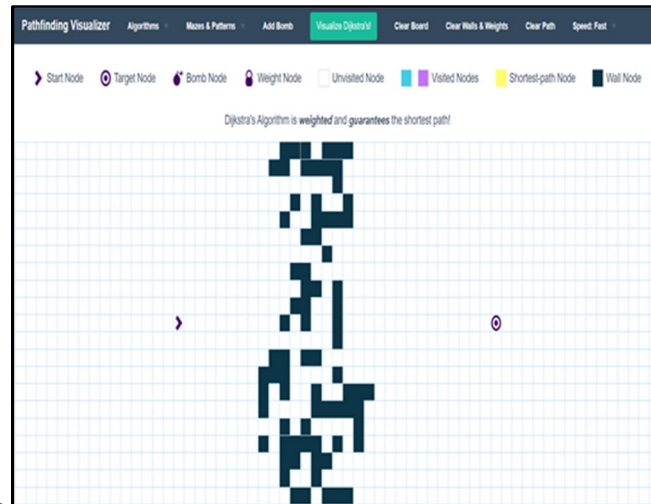 Pathfinding Visualizer Algorithms Mazes & Patterns Add Bomb Visualize Dijkstra's! Clear Board Clear Walls & Weights Clear Path Speed: Fast
Start Node Target Node Bomb Node Weight Node Unvisited Node Visited Nodes Shortest-path Node Wall Node
Dijkstra's Algorithm is weighted and guarantees the shortest path!